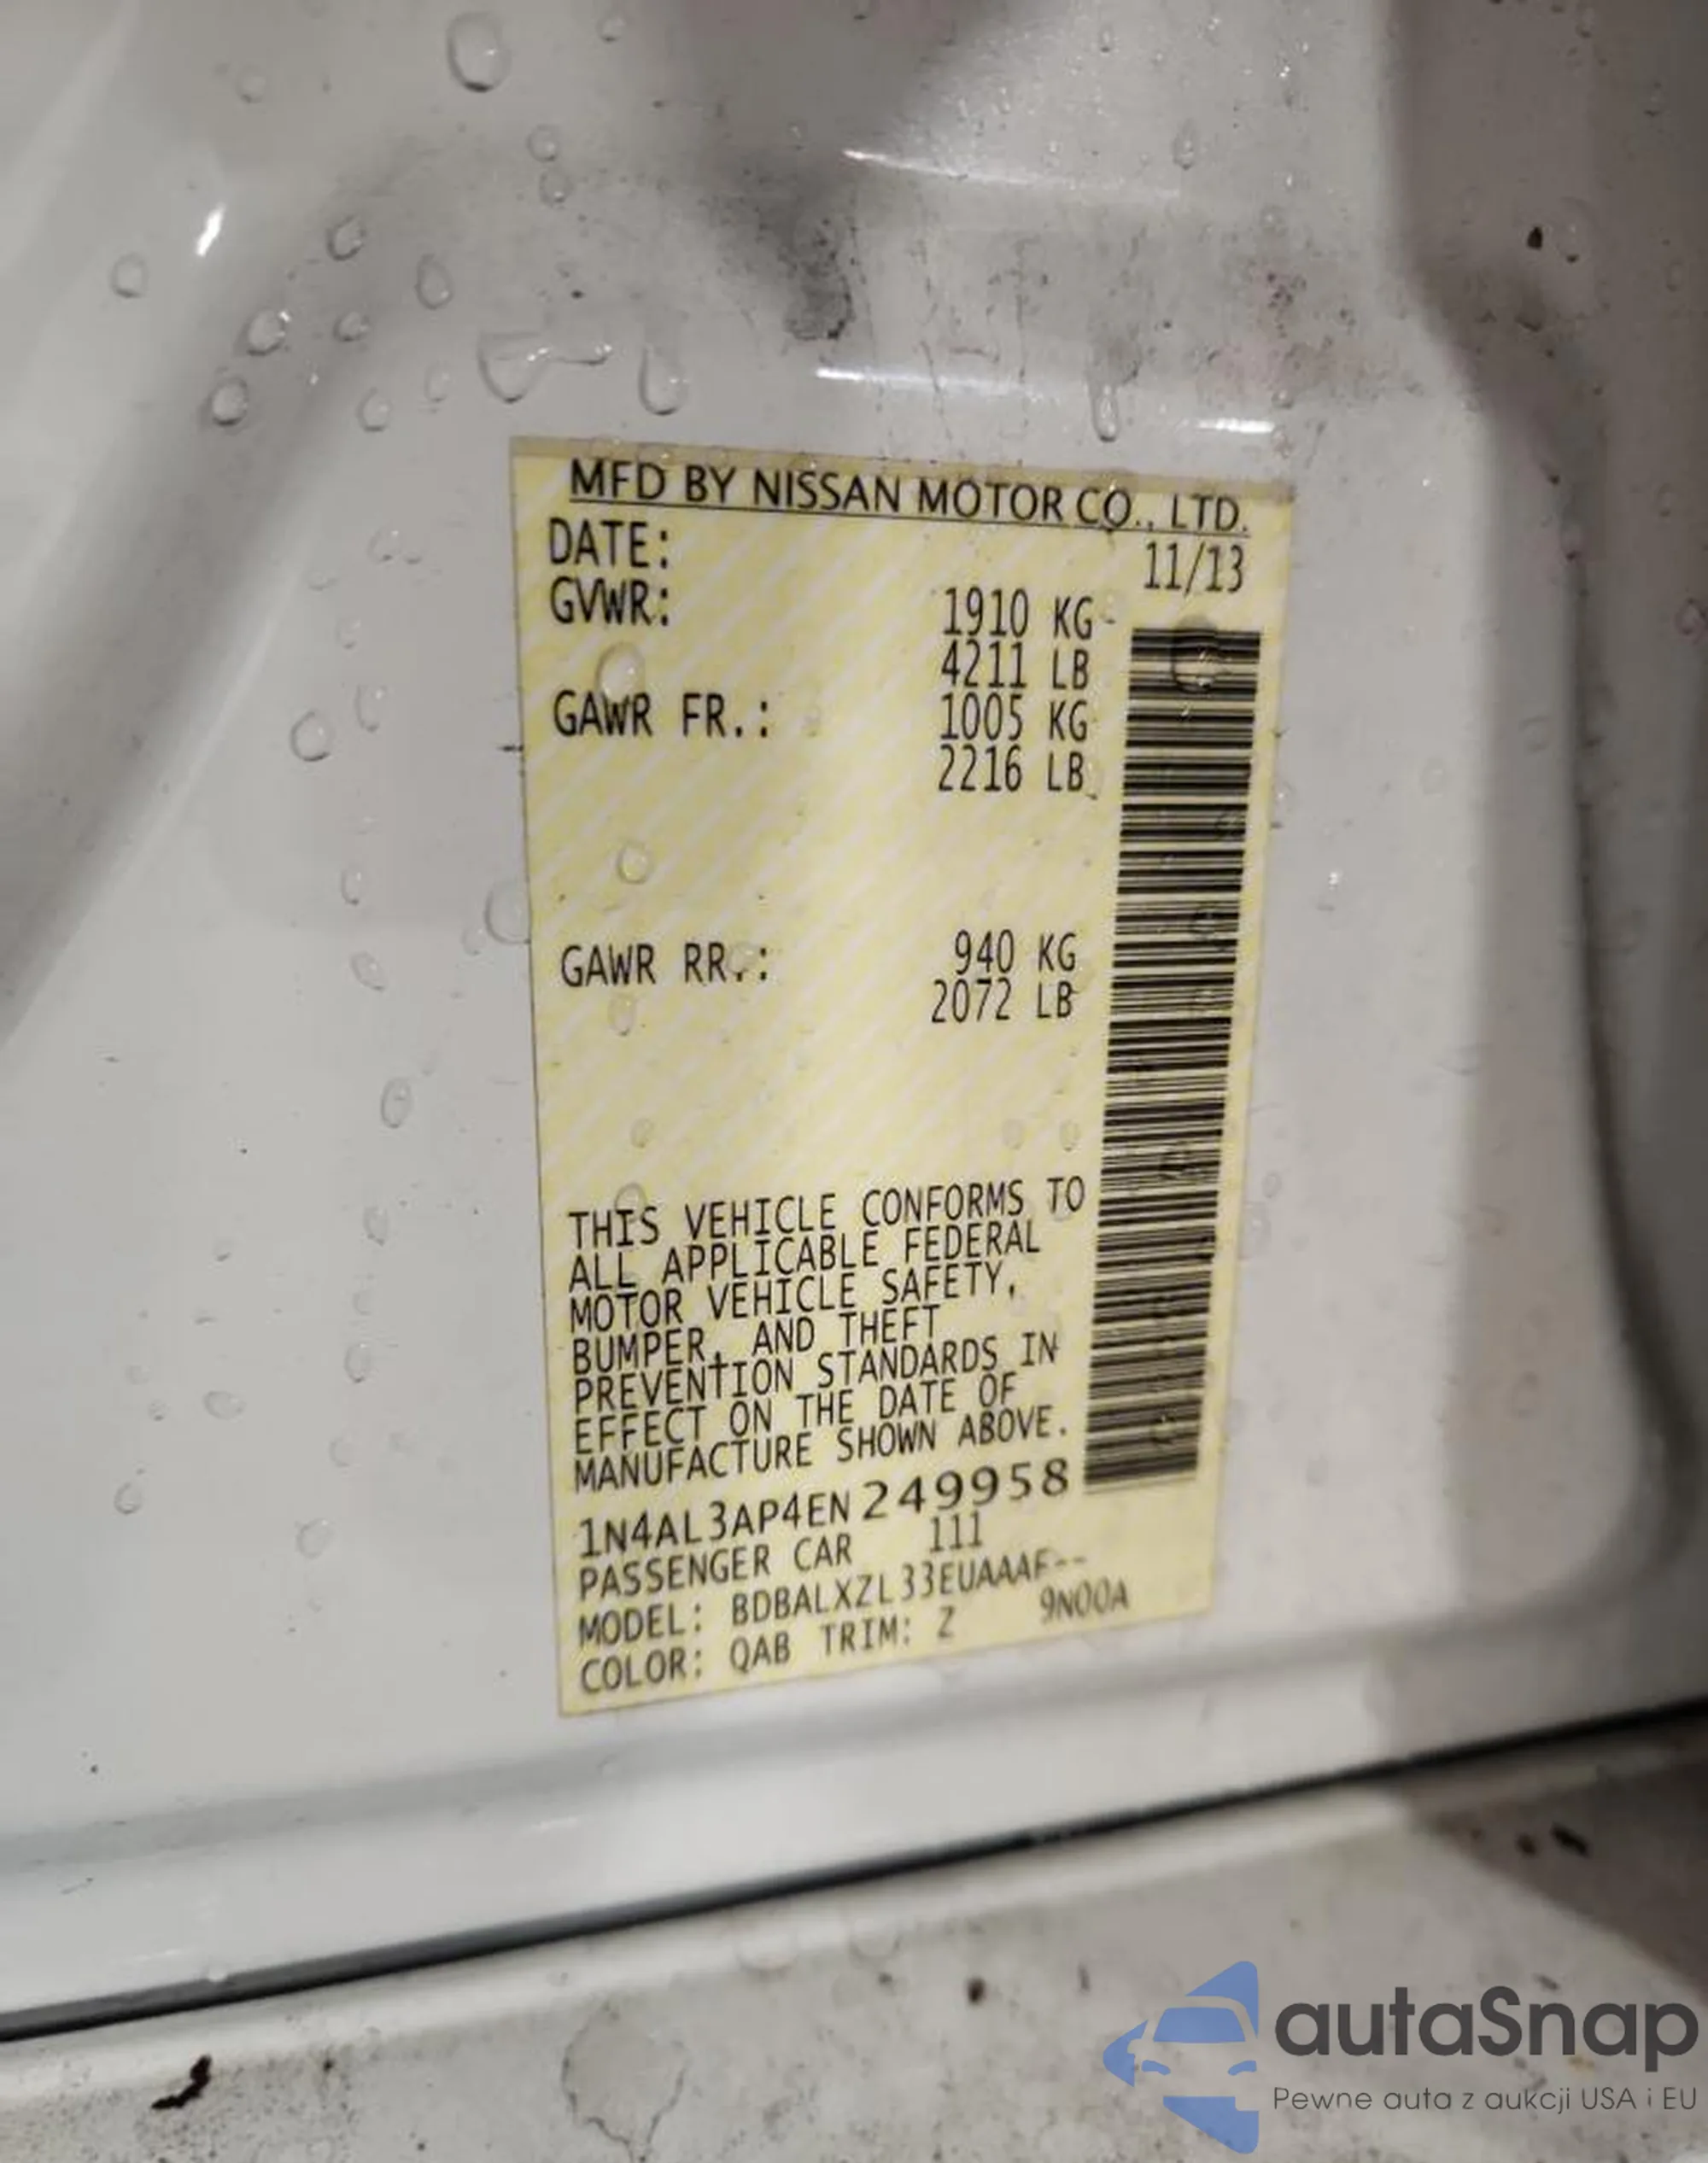 MFD BY NISSAN MOTOR CO., LTD.
DATE: 11/13
GVWR: 1910 KG
4211 LB
GAWR FR.: 1005 KG
2216 LB
GAWR RR.: 940 KG
2072 LB
THIS VEHICLE CONFORMS TO
ALL APPLICABLE FEDERAL
MOTOR VEHICLE SAFETY,
BUMPER, AND THEFT
PREVENTION STANDARDS IN
EFFECT ON THE DATE OF
MANUFACTURE SHOWN ABOVE.
1N4AL3AP4EN249958
PASSENGER CAR 111
MODEL: BDBALXZL33EUAAAF--
COLOR: QAB TRIM: Z 9N00A
autaSnap
Pewne auta z aukcji USA i EU